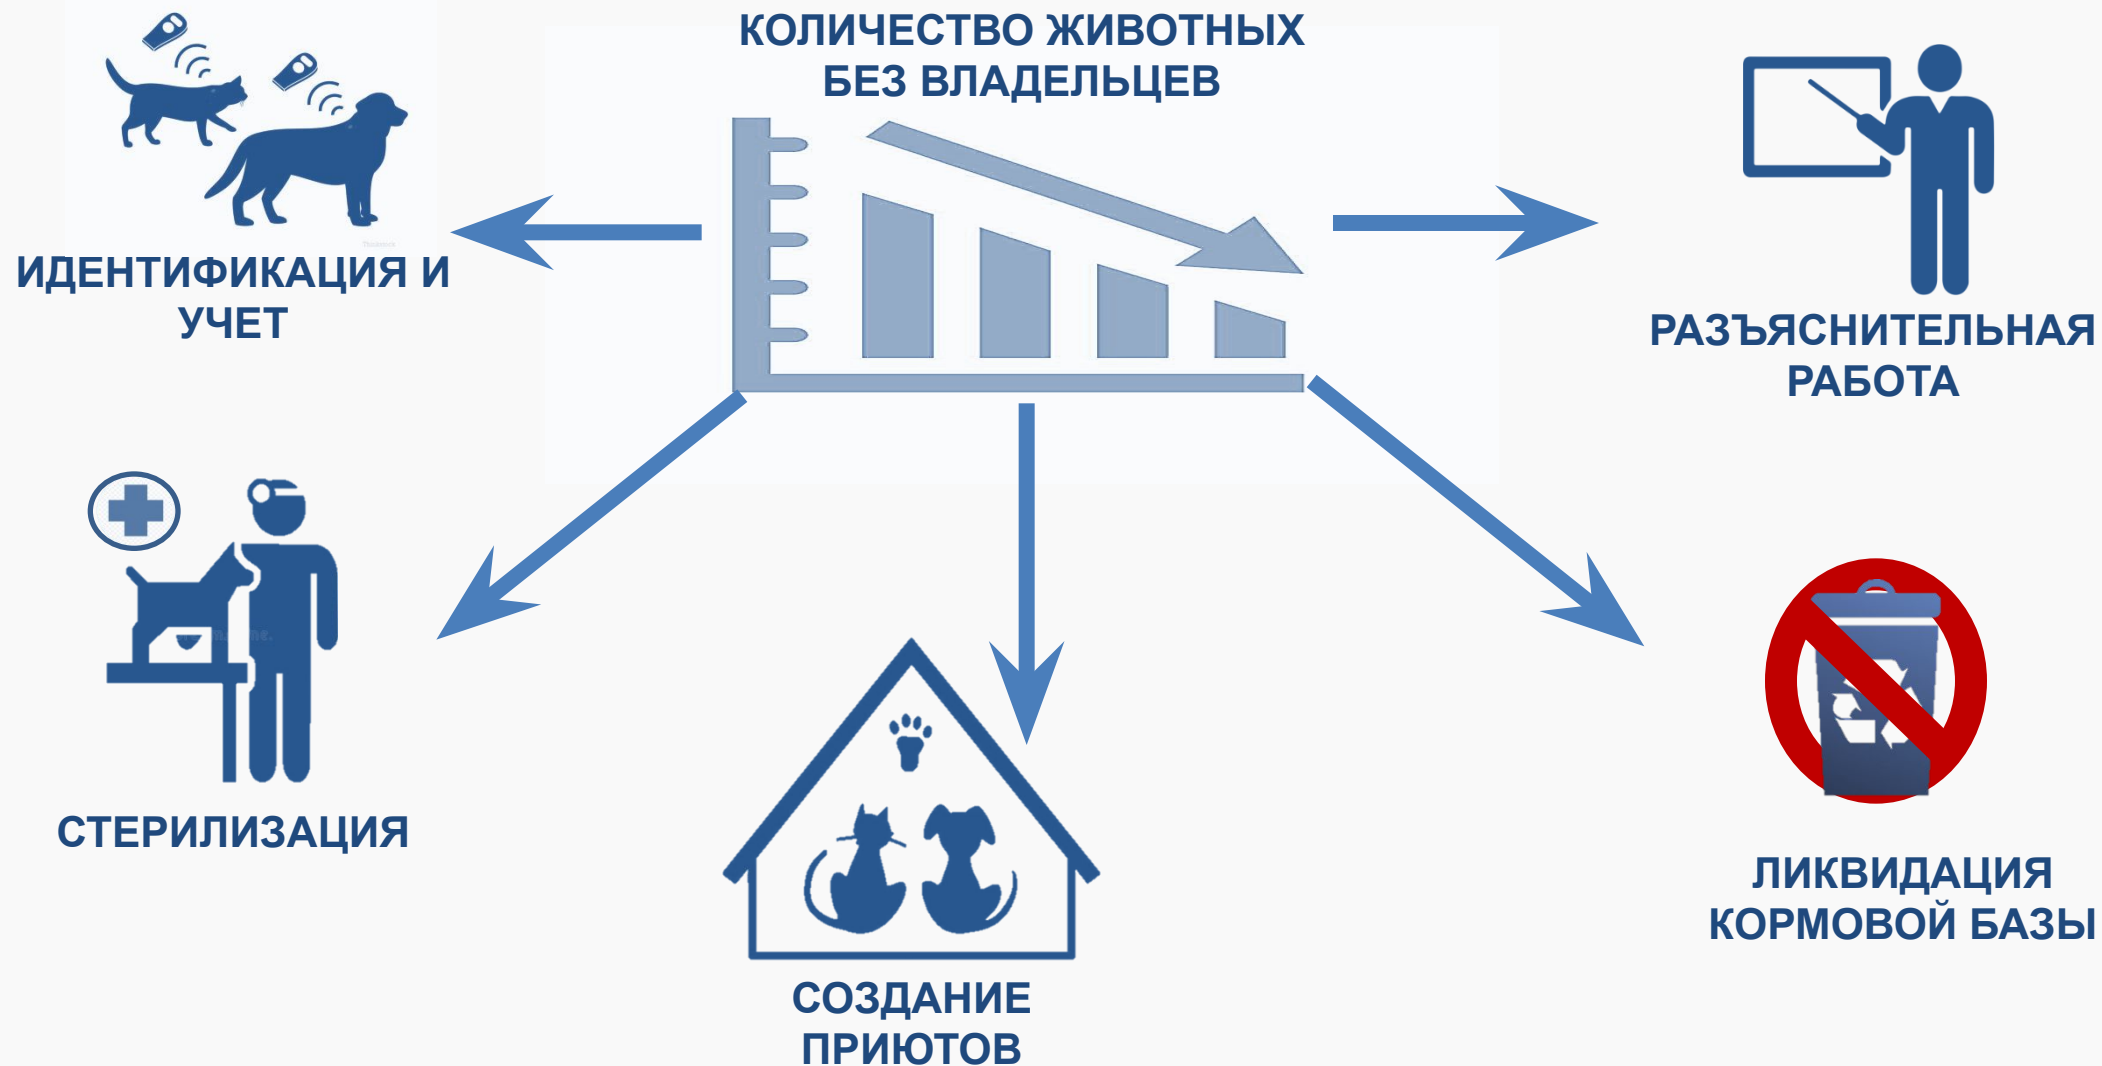 КОЛИЧЕСТВО ЖИВОТНЫХ
БЕЗ ВЛАДЕЛЬЦЕВ
ИДЕНТИФИКАЦИЯ И
УЧЕТ
РАЗЪЯСНИТЕЛЬНАЯ
РАБОТА
СТЕРИЛИЗАЦИЯ
СОЗДАНИЕ
ПРИЮТОВ
ЛИКВИДАЦИЯ
КОРМОВОЙ БАЗЫ